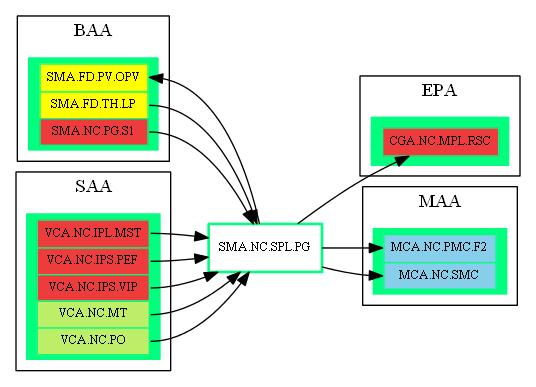 BAA
SMA.FD.PV.OPV
SMA.FD.TH.LP
SMA.NC.PG.S1
SAA
VCA.NC.IPL.MST
VCA.NC.IPS.PEF
VCA.NC.IPS.VIP
VCA.NC.MT
VCA.NC.PO
SMA.NC.SPL.PG
EPA
CGA.NC.MPL.RSC
MAA
MCA.NC.PMC.F2
MCA.NC.SMC